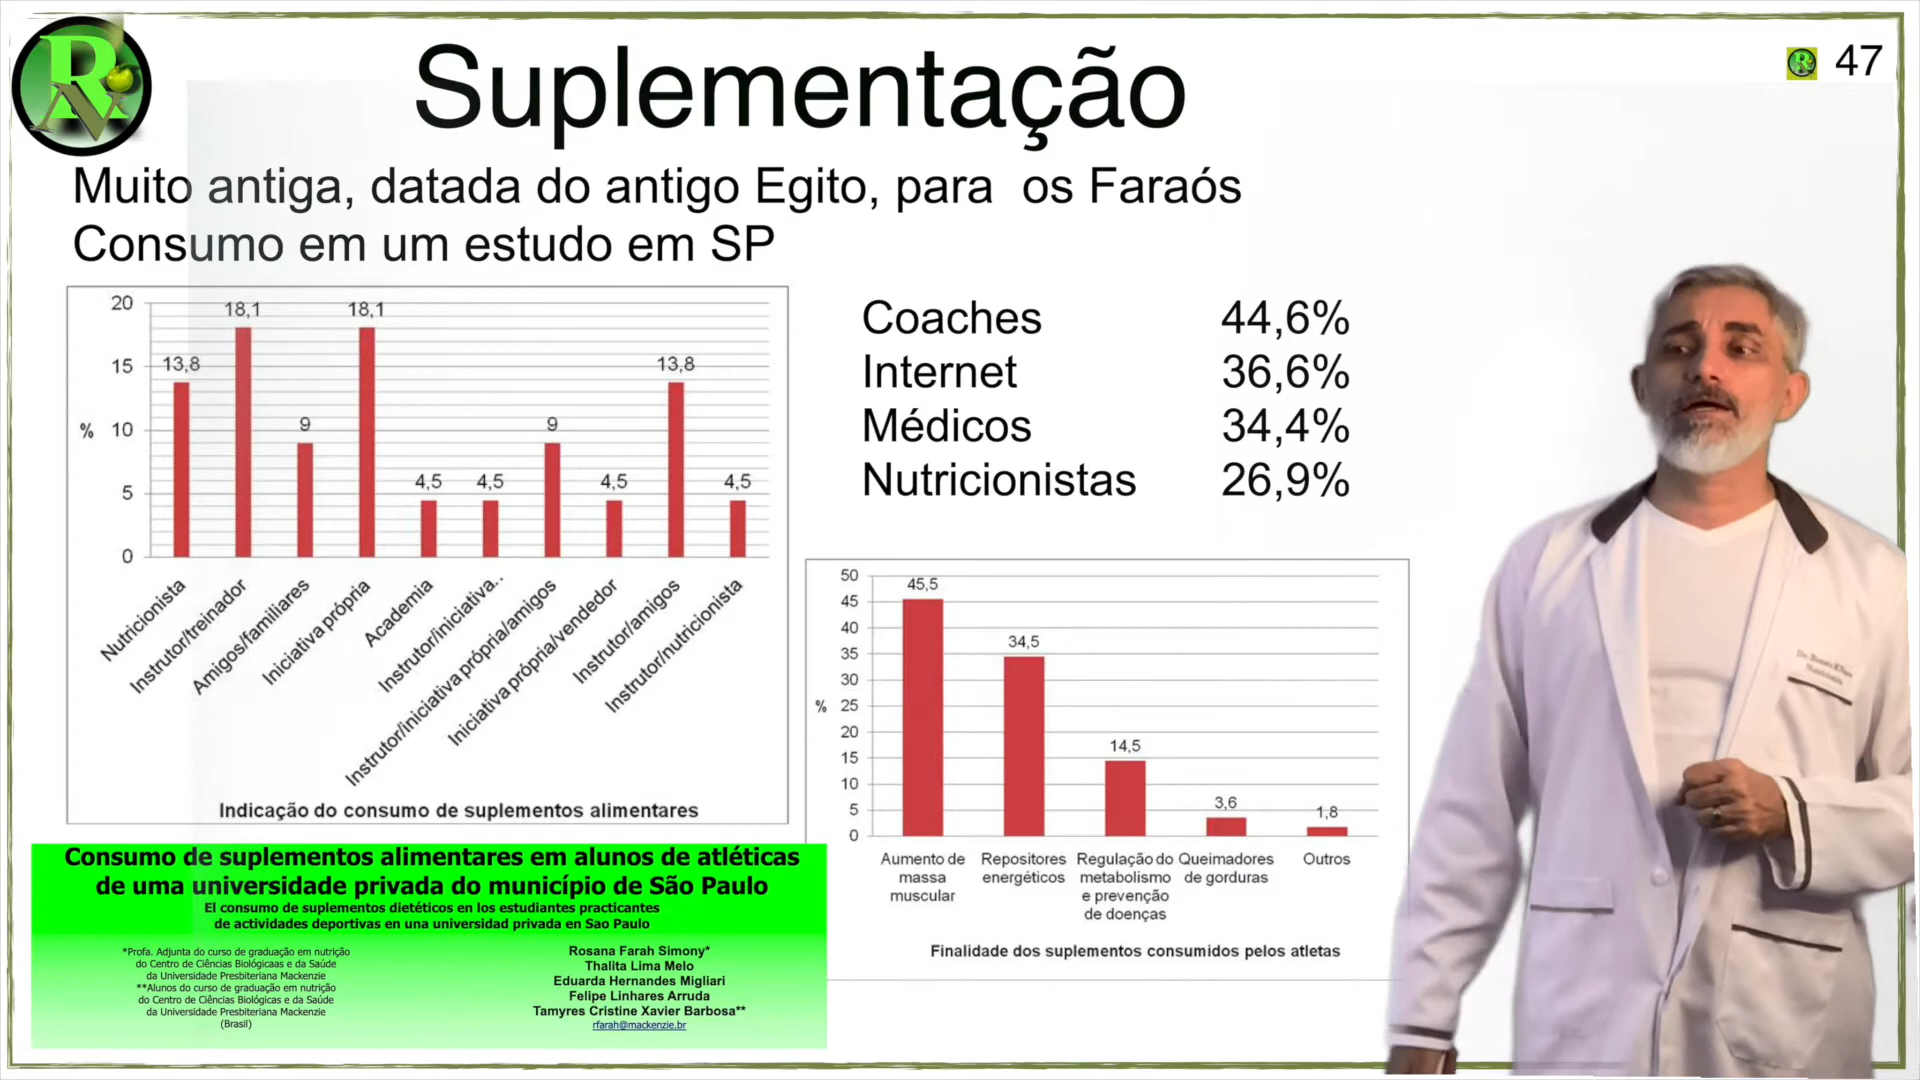 RNV
Suplementação
47
Muito antiga, datada do antigo Egito, para os Faraós
Consumo em um estudo em SP
20
15
% 10
5
0
13,8
18,1
9
18,1
4,5
4,5
9
4,5
13,8
4,5
Nutricionista
Instrutor/treinador
Amigos/familiares
Iniciativa própria
Academia
Instrutor/iniciativa..
Instrutor/iniciativa própria/amigos
Iniciativa própria/vendedor
Instrutor/amigos
Instrutor/nutricionista
Indicação do consumo de suplementos alimentares
Coaches 44,6%
Internet 36,6%
Médicos 34,4%
Nutricionistas 26,9%
50
45
40
35
30
% 25
20
15
10
5
0
45,5
34,5
14,5
3,6
1,8
Aumento de
massa
muscular
Repositores
energéticos
Regulação do
metabolismo
e prevenção
de doenças
Queimadores
de gorduras
Outros
Finalidade dos suplementos consumidos pelos atletas
Consumo de suplementos alimentares em alunos de atléticas
de uma universidade privada do município de São Paulo
El consumo de suplementos dietéticos en los estudiantes practicantes
de actividades deportivas en una universidad privada en Sao Paulo
*Profa. Adjunta do curso de graduação em nutrição
do Centro de Ciências Biológicaas e da Saúde
da Universidade Presbiteriana Mackenzie
**Alunos do curso de graduação em nutrição
do Centro de Ciências Biológicas e da Saúde
da Universidade Presbiteriana Mackenzie
(Brasil)
Rosana Farah Simony*
Thalita Lima Melo
Eduarda Hernandes Migliari
Felipe Linhares Arruda
Tamyres Cristine Xavier Barbosa**
rfarah@mackenzie.br